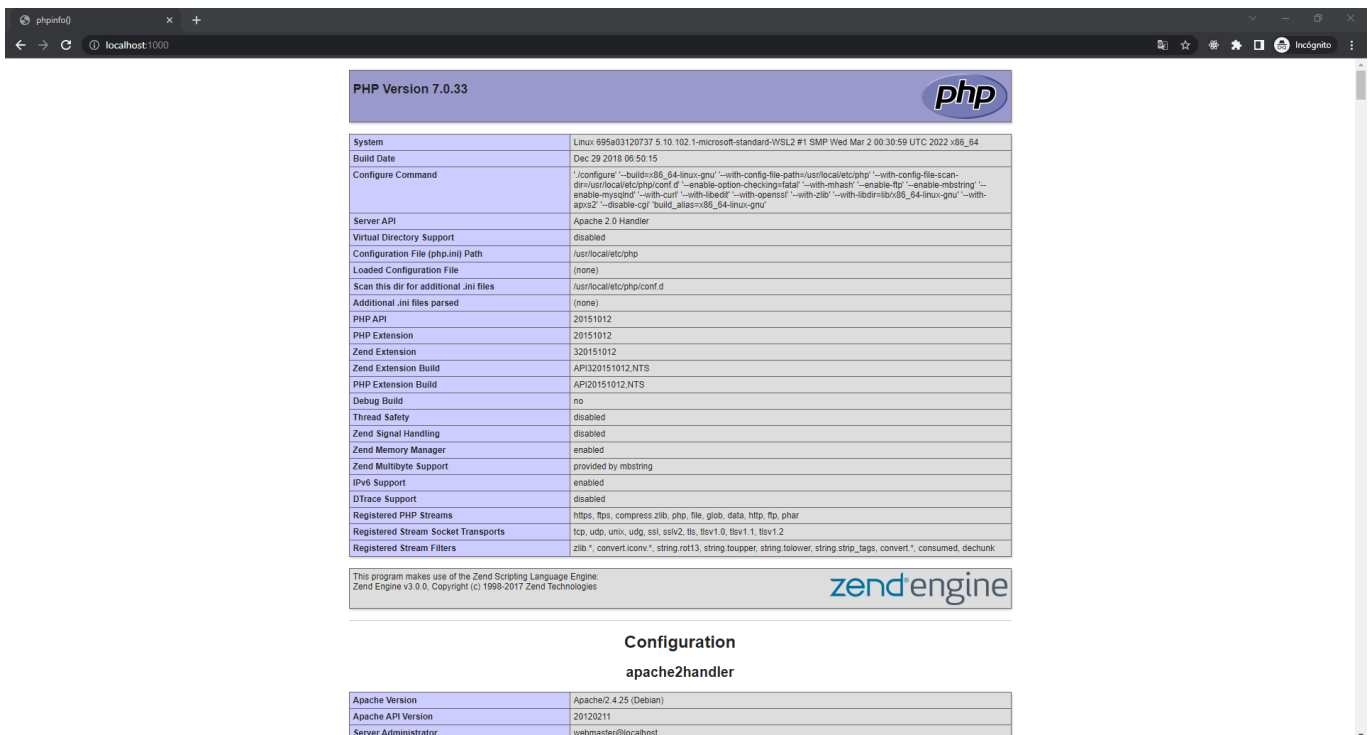 phpinfo()
localhost:1000
Incógnito
PHP Version 7.0.33
php
System Linux 695a03120737 5.10.102.1-microsoft-standard-WSL2 #1 SMP Wed Mar 2 00:30:59 UTC 2022 x86_64
Build Date Dec 29 2018 06:50:15
Configure Command './configure' '--build=x86_64-linux-gnu' '--with-config-file-path=/usr/local/etc/php' '--with-config-file-scan-
dir=/usr/local/etc/php/conf.d' '--enable-option-checking=fatal' '--with-mhash' '--enable-ftp' '--enable-mbstring' '--
enable-mysqlnd' '--with-curl' '--with-libedit' '--with-openssl' '--with-zlib' '--with-libdir=lib/x86_64-linux-gnu' '--with-
apxs2' '--disable-cgi' 'build_alias=x86_64-linux-gnu'
Server API Apache 2.0 Handler
Virtual Directory Support disabled
Configuration File (php.ini) Path /usr/local/etc/php
Loaded Configuration File (none)
Scan this dir for additional .ini files /usr/local/etc/php/conf.d
Additional .ini files parsed (none)
PHP API 20151012
PHP Extension 20151012
Zend Extension 320151012
Zend Extension Build API320151012,NTS
PHP Extension Build API20151012,NTS
Debug Build no
Thread Safety disabled
Zend Signal Handling disabled
Zend Memory Manager enabled
Zend Multibyte Support provided by mbstring
IPv6 Support enabled
DTrace Support disabled
Registered PHP Streams https, ftps, compress.zlib, php, file, glob, data, http, ftp, phar
Registered Stream Socket Transports tcp, udp, unix, udg, ssl, sslv2, tls, tlsv1.0, tlsv1.1, tlsv1.2
Registered Stream Filters zlib.*, convert.iconv.*, string.rot13, string.toupper, string.tolower, string.strip_tags, convert.*, consumed, dechunk
This program makes use of the Zend Scripting Language Engine:
Zend Engine v3.0.0, Copyright (c) 1998-2017 Zend Technologies
zend engine
Configuration
apache2handler
Apache Version Apache/2.4.25 (Debian)
Apache API Version 20120211
Server Administrator webmaster@localhost